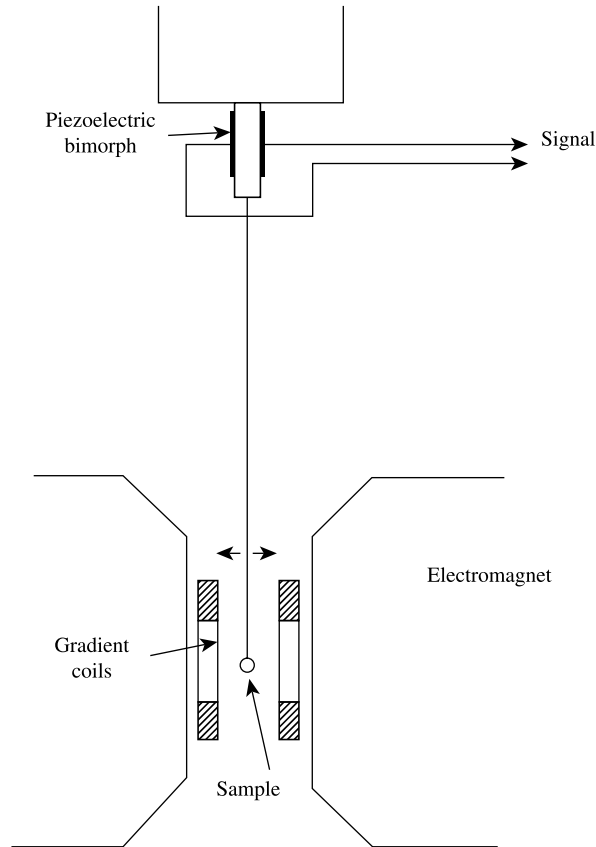 Piezoelectric
bimorph
Signal
Electromagnet
Gradient
coils
Sample